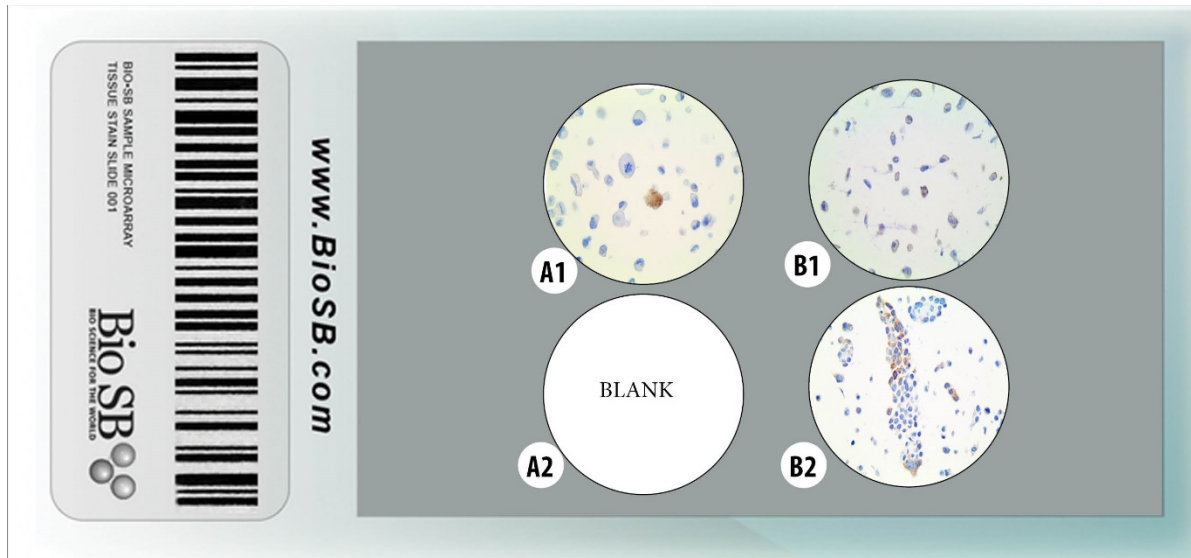 BIO•SB SAMPLE MICROARRAY
TISSUE STAIN SLIDE 001
Bio SB
BIO SCIENCE FOR THE WORLD
www.BioSB.com
A1
B1
BLANK
A2
B2